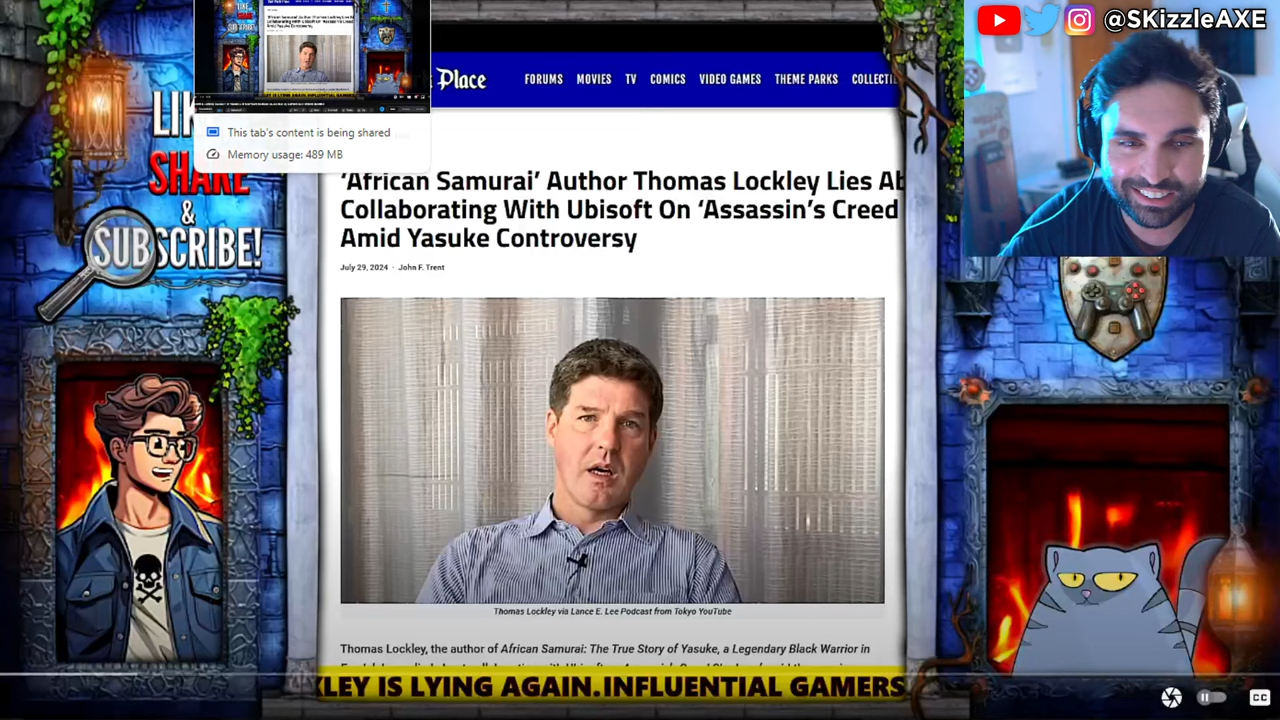 @SKizzleAXE
Place
FORUMS MOVIES TV COMICS VIDEO GAMES THEME PARKS
This tab's content is being shared
Memory usage: 489 MB
LIKE
SHARE
&
SUBSCRIBE!
'African Samurai' Author Thomas Lockley Lies
Collaborating With Ubisoft On 'Assassin's Creed
Amid Yasuke Controversy
July 29, 2024 · John F. Trent
Thomas Lockley via Lance E. Lee Podcast from Tokyo YouTube
Thomas Lockley, the author of African Samurai: The True Story of Yasuke, a Legendary Black Warrior in
KLEY IS LYING AGAIN.INFLUENTIAL GAMERS
CC